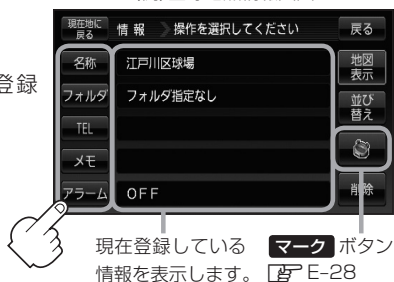 現在地に
戻る
情報
操作を選択してください
戻る
名称
江戸川区球場
地図
表示
登録
フォルダ
フォルダ指定なし
並び
替え
TEL
メモ
アラーム
OFF
削除
現在登録している
情報を表示します。
マーク ボタン
E-28